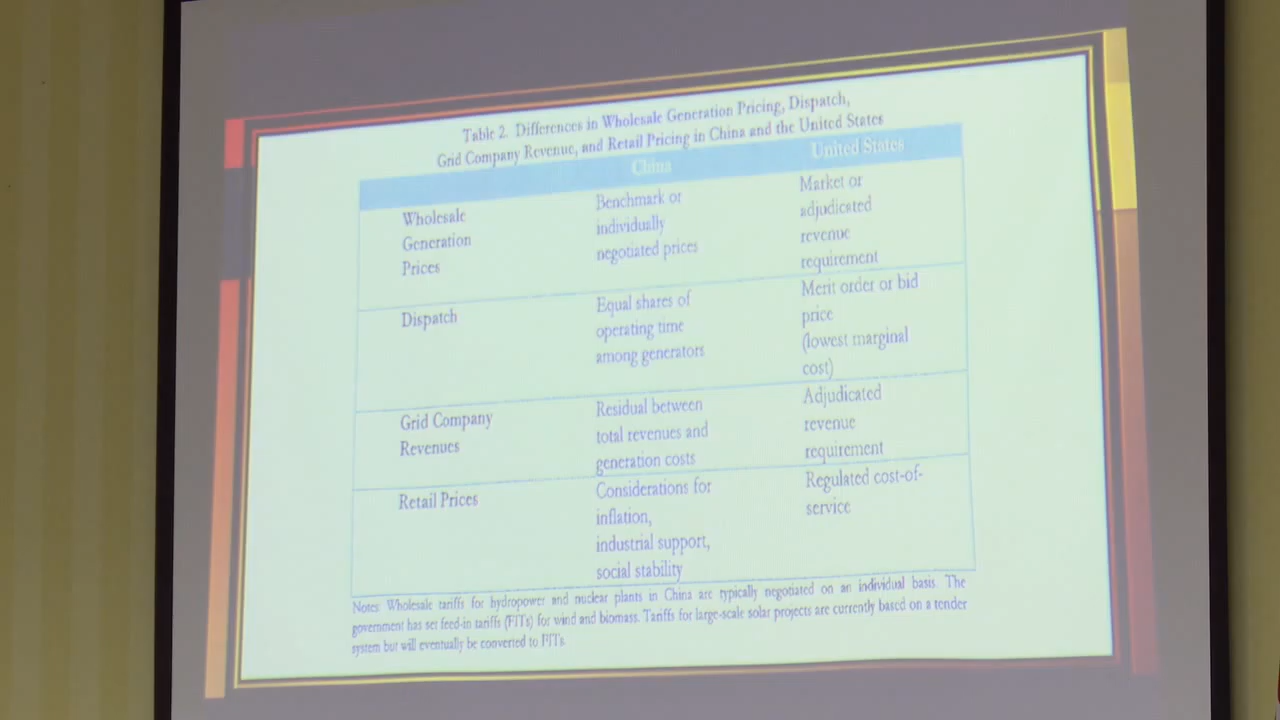 Table 2. Differences in Wholesale Generation Pricing, Dispatch,
Grid Company Revenue, and Retail Pricing in China and the United States
China
United States
Wholesale
Generation
Prices
Benchmark or
individually
negotiated prices
Market or
adjudicated
revenue
requirement
Dispatch
Equal shares of
operating time
among generators
Merit order or bid
price
(lowest marginal
cost)
Grid Company
Revenues
Residual between
total revenues and
generation costs
Adjudicated
revenue
requirement
Retail Prices
Considerations for
inflation,
industrial support,
social stability
Regulated cost-of-
service
Notes: Wholesale tariffs for hydropower and nuclear plants in China are typically negotiated on an individual basis. The
government has set feed-in tariffs (FITs) for wind and biomass. Tariffs for large-scale solar projects are currently based on a tender
system but will eventually be converted to FITs.